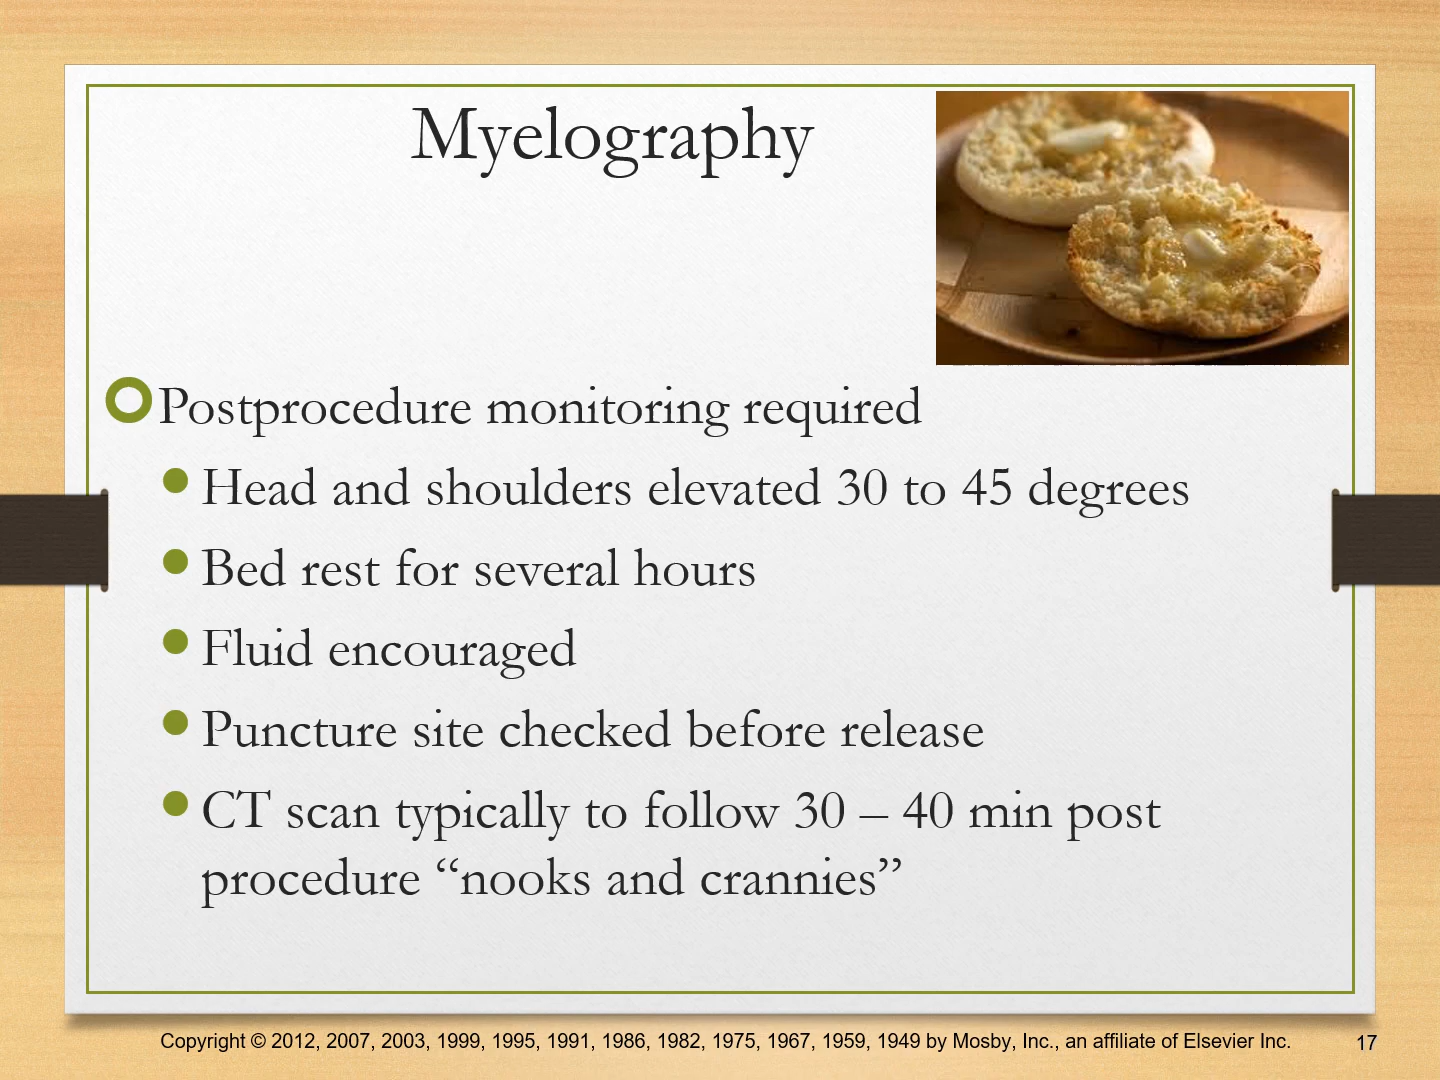 Myelography
Postprocedure monitoring required
Head and shoulders elevated 30 to 45 degrees
Bed rest for several hours
Fluid encouraged
Puncture site checked before release
CT scan typically to follow 30 – 40 min post
procedure “nooks and crannies”
Copyright © 2012, 2007, 2003, 1999, 1995, 1991, 1986, 1982, 1975, 1967, 1959, 1949 by Mosby, Inc., an affiliate of Elsevier Inc.
17